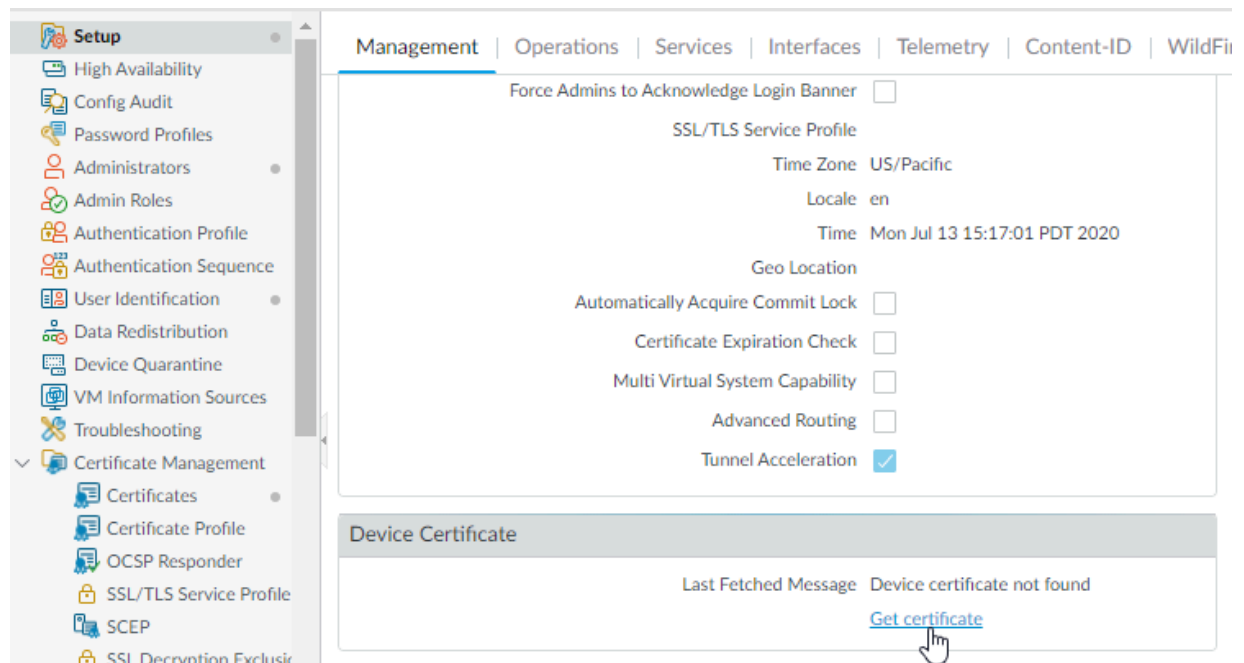 Setup
High Availability
Config Audit
Password Profiles
Administrators
Admin Roles
Authentication Profile
Authentication Sequence
User Identification
Data Redistribution
Device Quarantine
VM Information Sources
Troubleshooting
Certificate Management
Certificates
Certificate Profile
OCSP Responder
SSL/TLS Service Profile
SCEP
SSL Decryption Exclusic
Management | Operations | Services | Interfaces | Telemetry | Content-ID | WildFi
Force Admins to Acknowledge Login Banner
SSL/TLS Service Profile
Time Zone US/Pacific
Locale en
Time Mon Jul 13 15:17:01 PDT 2020
Geo Location
Automatically Acquire Commit Lock
Certificate Expiration Check
Multi Virtual System Capability
Advanced Routing
Tunnel Acceleration
Device Certificate
Last Fetched Message Device certificate not found
Get certificate